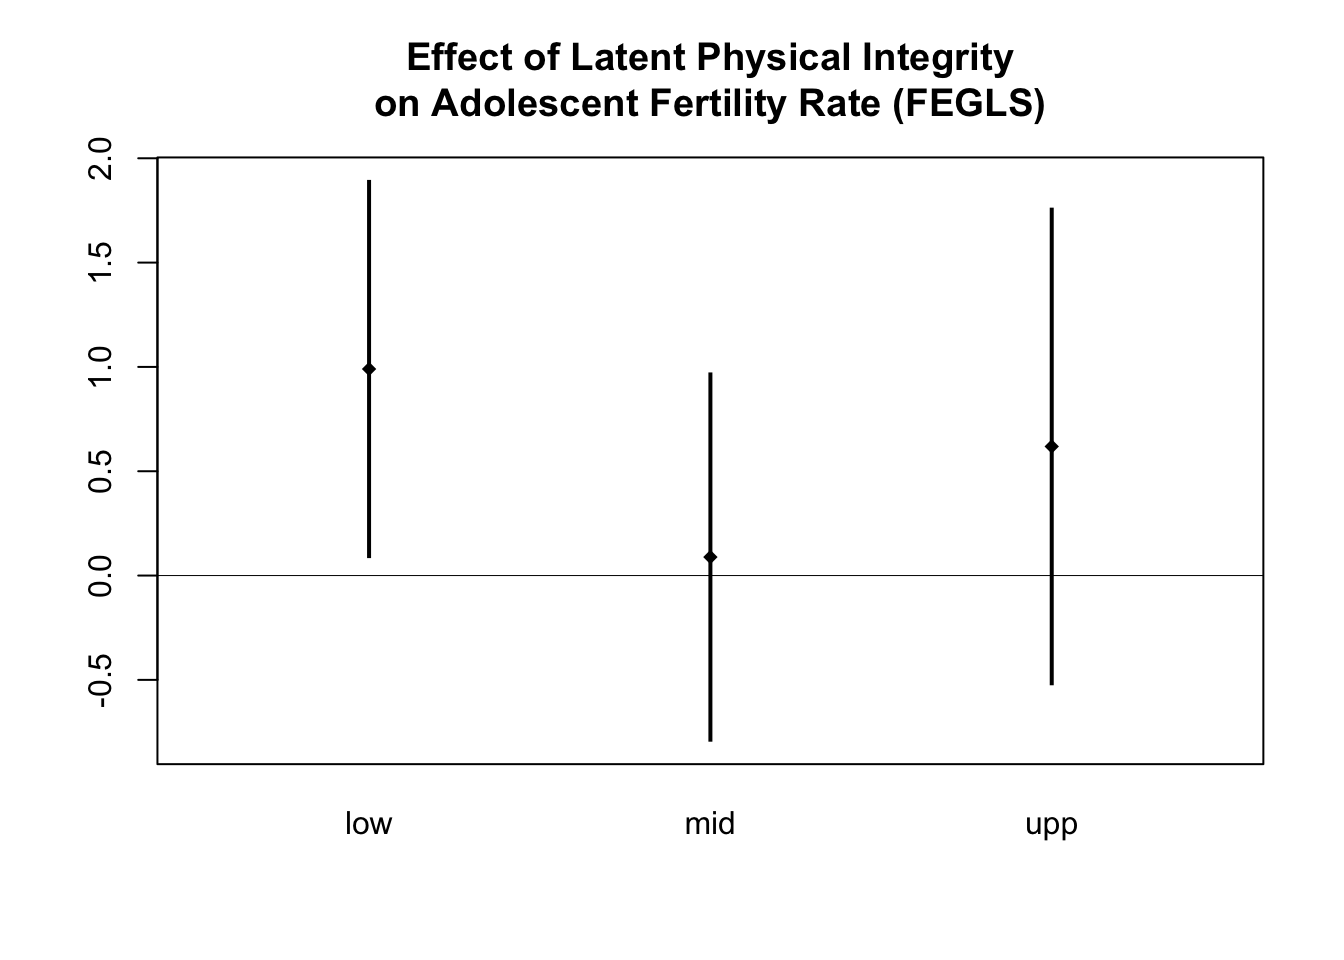 Effect of Latent Physical Integrity
on Adolescent Fertility Rate (FEGLS)
2.0
1.5
1.0
0.5
0.0
-0.5
low mid upp